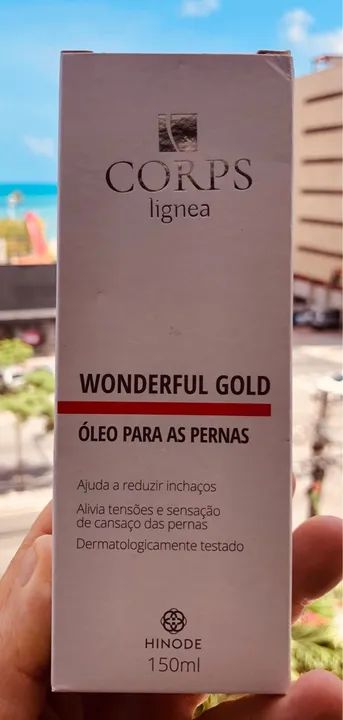 CORPS
lignea
WONDERFUL GOLD
ÓLEO PARA AS PERNAS
Ajuda a reduzir inchaços
Alivia tensões e sensação
de cansaço das pernas
Dermatologicamente testado
HINODE
150ml